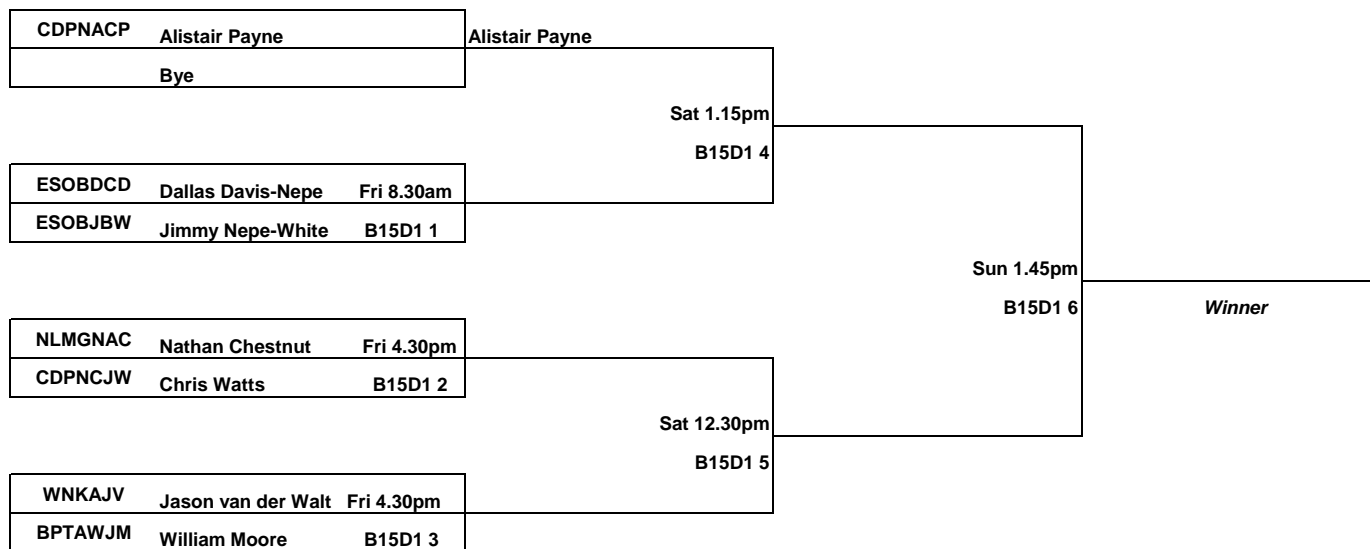 CDPNACP Alistair Payne Alistair Payne
Bye
Sat 1.15pm
B15D1 4
ESOBDCD Dallas Davis-Nepe Fri 8.30am
ESOBJBW Jimmy Nepe-White B15D1 1
Sun 1.45pm
B15D1 6 Winner
NLMGNAC Nathan Chestnut Fri 4.30pm
CDPNCJW Chris Watts B15D1 2
Sat 12.30pm
B15D1 5
WNKAJV Jason van der Walt Fri 4.30pm
BPTAWJM William Moore B15D1 3